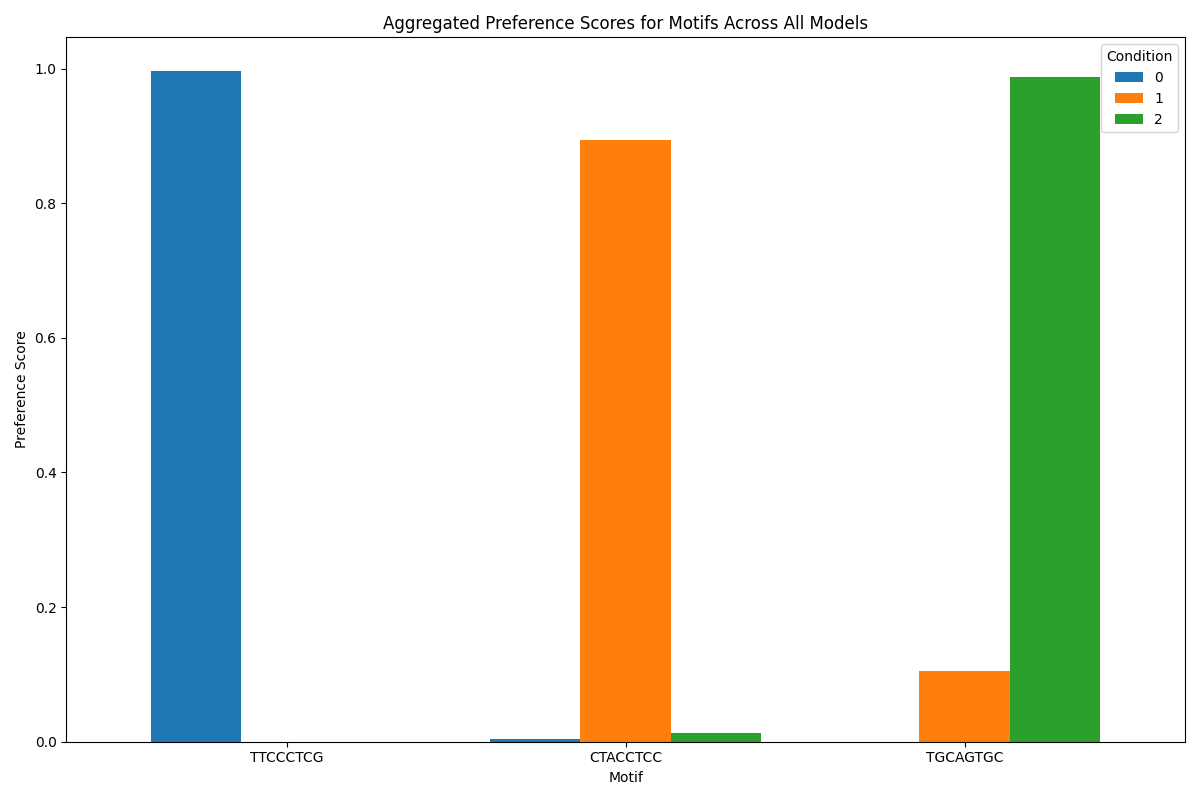 Aggregated Preference Scores for Motifs Across All Models
Condition
0
1
2
1.0
0.8
0.6
0.4
0.2
0.0
Preference Score
TTCCCTCG
CTACCTCC
TGCAGTGC
Motif